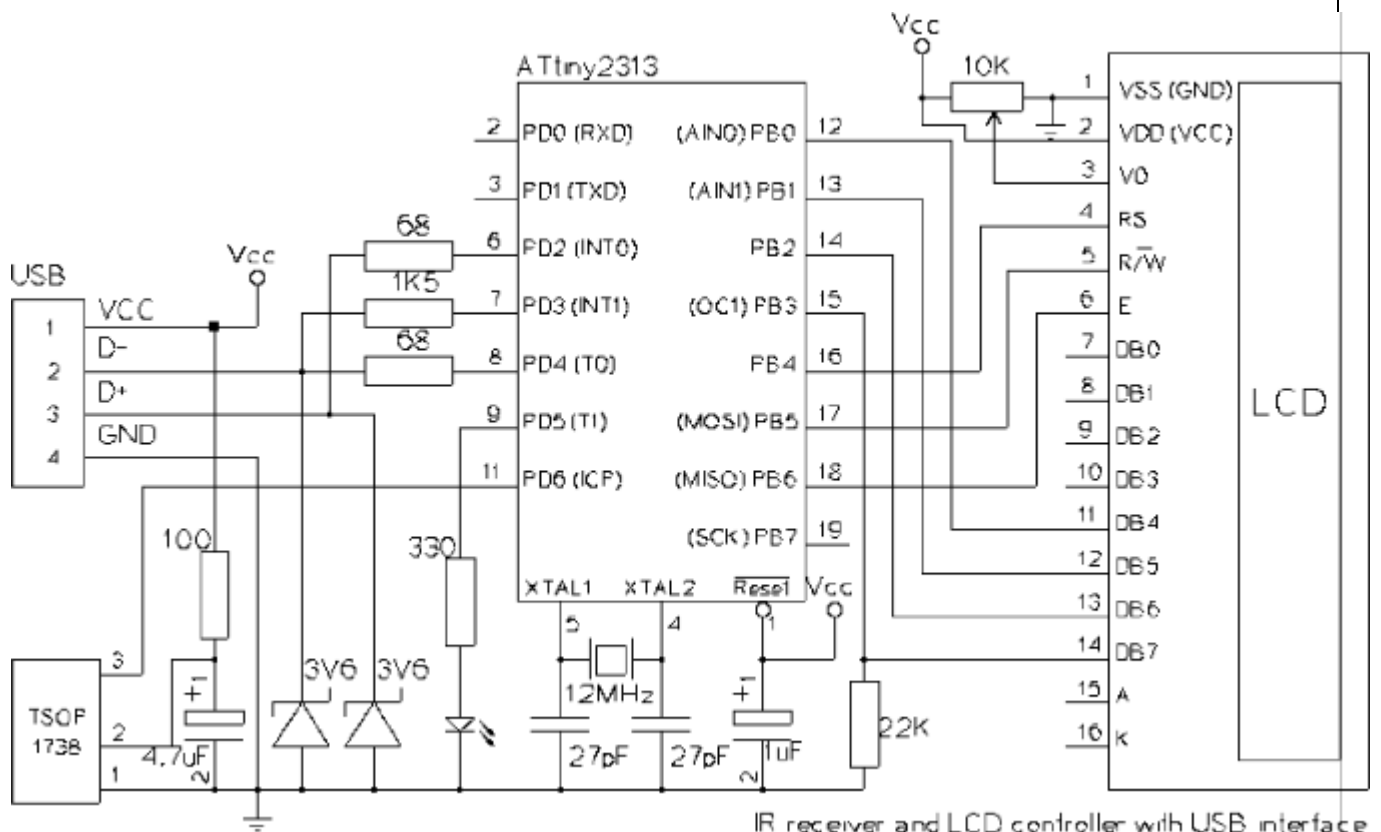 Vcc
ATtiny2313
10K
USB
1
VCC
2
D-
3
D+
4
GND
Vcc
68
1K5
68
2
PD0 (RXD)
3
PD1 (TXD)
6
PD2 (INT0)
7
PD3 (INT1)
8
PD4 (T0)
9
PD5 (T1)
11
PD6 (ICP)
(AIN0) PB0
12
(AIN1) PB1
13
PB2
14
(OC1) PB3
15
PB4
16
(MOSI) PB5
17
(MISO) PB6
18
(SCK) PB7
19
XTAL1
XTAL2
Reset
Vcc
5
4
1
1
VSS (GND)
2
VDD (VCC)
3
V0
4
RS
5
R/W
6
E
7
DB0
8
DB1
9
DB2
10
DB3
11
DB4
12
DB5
13
DB6
14
DB7
15
A
16
K
LCD
100
330
3
TSOP
1738
2
1
+1
4.7uF
2
3V6
3V6
12MHz
27pF
27pF
+1
1uF
2
22K
IR receiver and LCD controller with USB interface